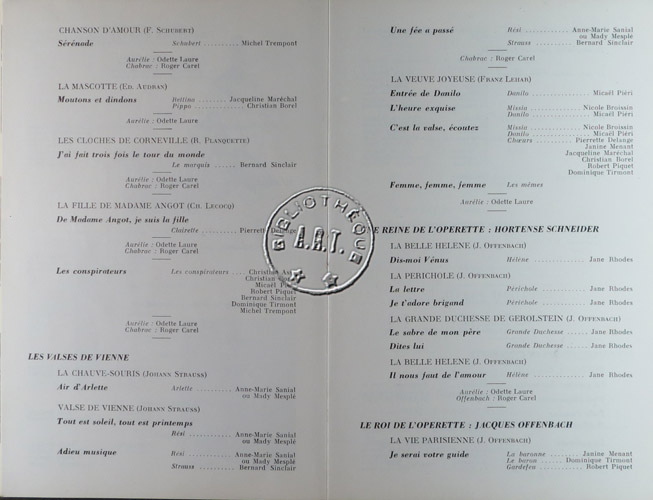 CHANSON D'AMOUR (F. SCHUBERT)
Sérénade Schubert .......... Michel Trempont
Aurélie : Odette Laure
Chabrac : Roger Carel
LA MASCOTTE (ED. AUDRAN)
Moutons et dindons Bettina ........ Jacqueline Maréchal
Pippo ............ Christian Borel
Aurélie : Odette Laure
LES CLOCHES DE CORNEVILLE (R. PLANQUETTE)
J'ai fait trois fois le tour du monde
Le marquis ...... Bernard Sinclair
Aurélie : Odette Laure
Chabrac : Roger Carel
LA FILLE DE MADAME ANGOT (CH. LECOCQ)
De Madame Angot, je suis la fille
Clairette ........... Pierrette
Aurélie : Odette Laure
Chabrac : Roger Carel
Les conspirateurs Les conspirateurs .... Christian
Christian
Robert Piquet
Bernard Sinclair
Dominique Tirmont
Michel Trempont
Aurélie : Odette Laure
Chabrac : Roger Carel
LES VALSES DE VIENNE
LA CHAUVE-SOURIS (JOHANN STRAUSS)
Air d'Arlette Arlette ........... Anne-Marie Sanial
ou Mady Mesplé
VALSE DE VIENNE (JOHANN STRAUSS)
Tout est soleil, tout est printemps
Rési ............. Anne-Marie Sanial
ou Mady Mesplé
Adieu musique Rési ............. Anne-Marie Sanial
ou Mady Mesplé
Strauss .......... Bernard Sinclair
Une fée a passé Rési ............. Anne-Marie Sanial
ou Mady Mesplé
Strauss .......... Bernard Sinclair
Chabrac : Roger Carel
LA VEUVE JOYEUSE (FRANZ LEHAR)
Entrée de Danilo Danilo ................ Micaël Piéri
L'heure exquise Missia .............. Nicole Broissin
Danilo ................ Micaël Piéri
C'est la valse, écoutez Missia .............. Nicole Broissin
Danilo ................ Micaël Piéri
Chœurs .......... Pierrette Delange
Janine Menant
Jacqueline Maréchal
Christian Borel
Robert Piquet
Dominique Tirmont
Femme, femme, femme Les mêmes
Aurélie : Odette Laure
REINE DE L'OPERETTE : HORTENSE SCHNEIDER
LA BELLE HELENE (J. OFFENBACH)
Dis-moi Vénus Hélène ................ Jane Rhodes
LA PERICHOLE (J. OFFENBACH)
La lettre Périchole ............. Jane Rhodes
Je t'adore brigand Périchole ............. Jane Rhodes
LA GRANDE DUCHESSE DE GEROLSTEIN (J. OFFENBACH)
Le sabre de mon père Grande Duchesse ...... Jane Rhodes
Dites lui Grande Duchesse ...... Jane Rhodes
LA BELLE HELENE (J. OFFENBACH)
Il nous faut de l'amour Hélène ................ Jane Rhodes
Aurélie : Odette Laure
Offenbach : Roger Carel
LE ROI DE L'OPERETTE : JACQUES OFFENBACH
LA VIE PARISIENNE (J. OFFENBACH)
Je serai votre guide La baronne ........ Janine Menant
Le baron ..... Dominique Tirmont
Gardefeu .......... Robert Piquet
BIBLIOTHÈQUE
A.R.T.